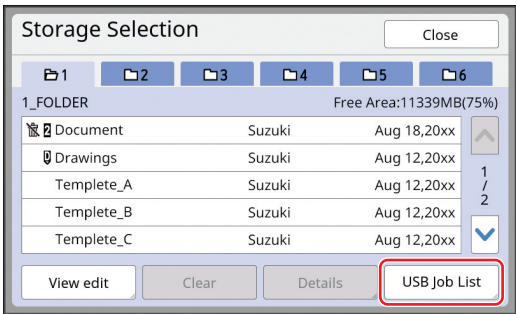 Storage Selection
Close
1 2 3 4 5 6
1_FOLDER Free Area:11339MB(75%)
2 Document Suzuki Aug 18,20xx
Drawings Suzuki Aug 12,20xx
Templete_A Suzuki Aug 12,20xx
Templete_B Suzuki Aug 12,20xx
Templete_C Suzuki Aug 12,20xx
1
/
2
View edit Clear Details USB Job List